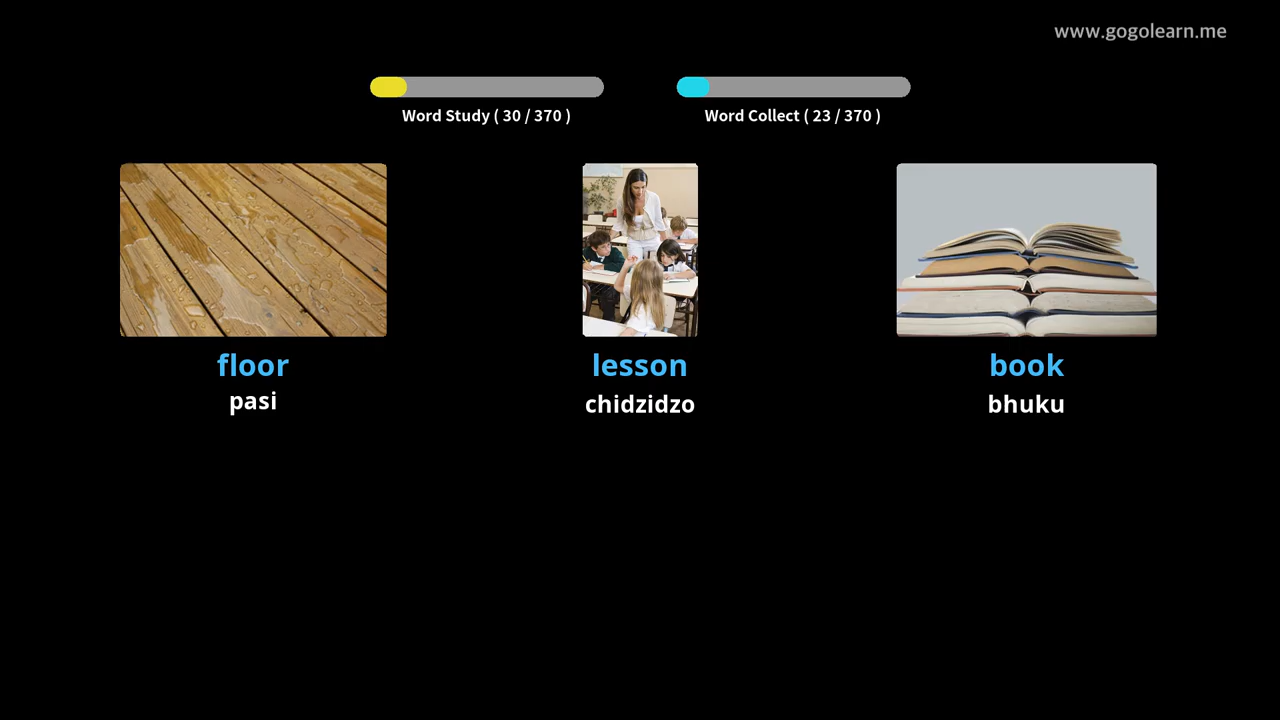 www.gogolearn.me
Word Study ( 30 / 370 )
Word Collect ( 23 / 370 )
floor
pasi
lesson
chidzidzo
book
bhuku